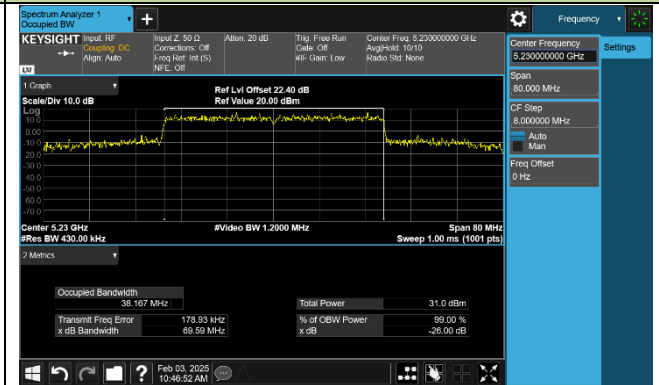 Spectrum Analyzer 1
Occupied BW
+
Frequency
KEYSIGHT
Input: RF
Coupling: DC
Align: Auto
Input Z: 50 Ω
Corrections: Off
Freq Ref: Int (S)
NFE: Off
Atten: 20 dB
Trig: Free Run
Gate: Off
#IF Gain: Low
Center Freq: 5.230000000 GHz
Avg|Hold: 10/10
Radio Std: None
LXI
Center Frequency
5.230000000 GHz
Settings
Span
80.000 MHz
CF Step
8.000000 MHz
Auto
Man
Freq Offset
0 Hz
1 Graph
Scale/Div 10.0 dB
Ref Lvl Offset 22.40 dB
Ref Value 20.00 dBm
Log
10.0
0.00
-10.0
-20.0
-30.0
-40.0
-50.0
-60.0
-70.0
Center 5.23 GHz
#Video BW 1.2000 MHz
Span 80 MHz
#Res BW 430.00 kHz
Sweep 1.00 ms (1001 pts)
2 Metrics
Occupied Bandwidth
38.167 MHz
Total Power
31.0 dBm
Transmit Freq Error
178.93 kHz
% of OBW Power
99.00 %
x dB Bandwidth
69.59 MHz
x dB
-26.00 dB
?
Feb 03, 2025
10:46:52 AM